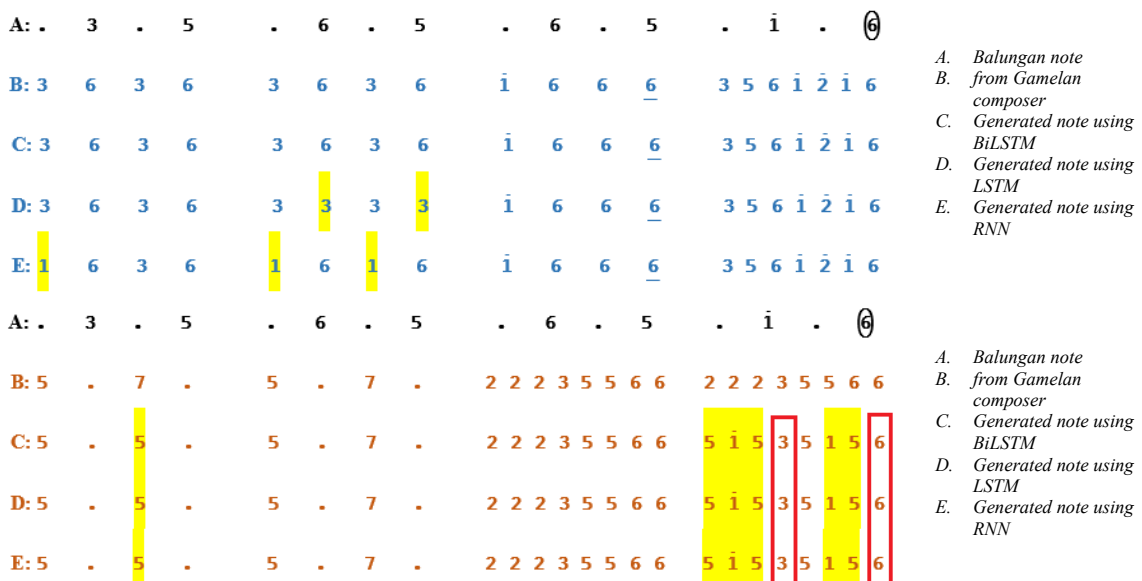 A: . 3 . 5 . 6 . 5 . 6 . 5 . i̇ . 6
B: 3 6 3 6 3 6 3 6 i̇ 6 6 6 3 5 6 i̇ 2̇ i̇ 6
C: 3 6 3 6 3 6 3 6 i̇ 6 6 6 3 5 6 i̇ 2̇ i̇ 6
D: 3 6 3 6 3 3 3 3 i̇ 6 6 6 3 5 6 i̇ 2̇ i̇ 6
E: 1 6 3 6 1 6 1 6 i̇ 6 6 6 3 5 6 i̇ 2̇ i̇ 6
A. Balungan note
B. from Gamelan
composer
C. Generated note using
BiLSTM
D. Generated note using
LSTM
E. Generated note using
RNN
A: . 3 . 5 . 6 . 5 . 6 . 5 . i̇ . 6
B: 5 . 7 . 5 . 7 . 2 2 2 3 5 5 6 6 2 2 2 3 5 5 6 6
C: 5 . 5 . 5 . 7 . 2 2 2 3 5 5 6 6 5 i̇ 5 3 5 1 5 6
D: 5 . 5 . 5 . 7 . 2 2 2 3 5 5 6 6 5 i̇ 5 3 5 1 5 6
E: 5 . 5 . 5 . 7 . 2 2 2 3 5 5 6 6 5 i̇ 5 3 5 1 5 6
A. Balungan note
B. from Gamelan
composer
C. Generated note using
BiLSTM
D. Generated note using
LSTM
E. Generated note using
RNN